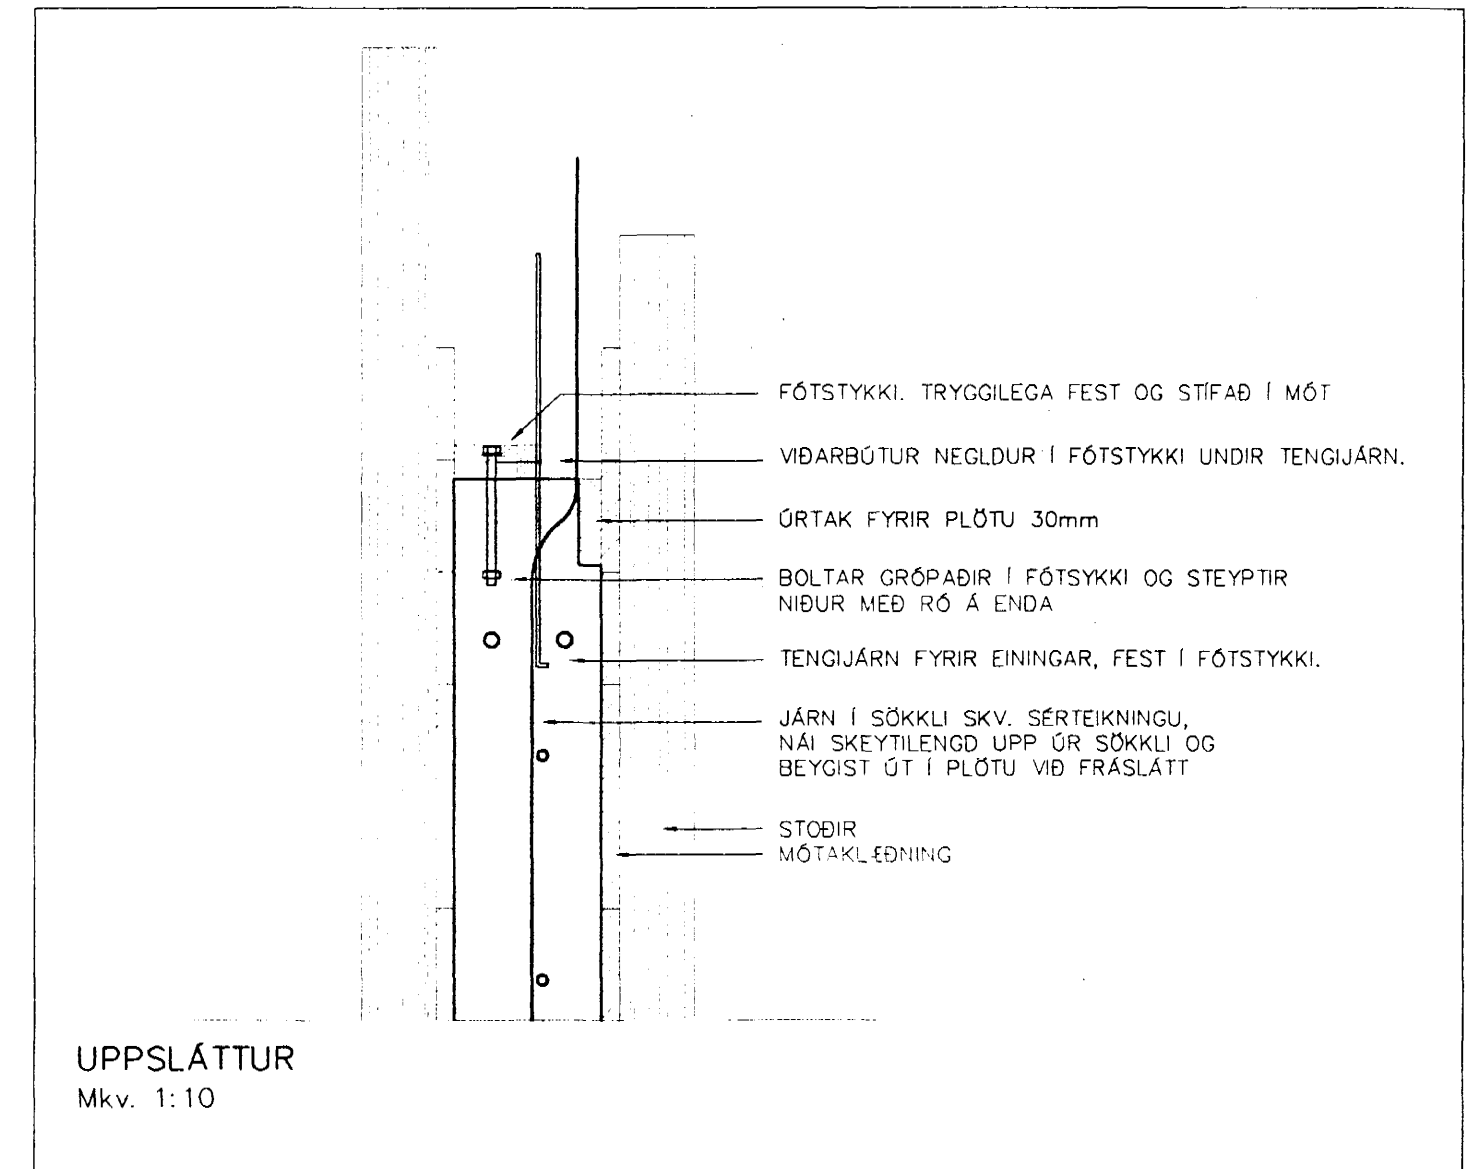 FÓTSTYKKI. TRYGGILEGA FEST OG STÍFAÐ Í MÓT
VIÐARBÚTUR NEGLDUR Í FÓTSTYKKI UNDIR TENGIJÁRN.
ÚRTAK FYRIR PLÖTU 30mm
BOLTAR GRÓPAÐIR Í FÓTSYKKI OG STEYPTIR
NIÐUR MEÐ RÓ Á ENDA
TENGIJÁRN FYRIR EININGAR, FEST Í FÓTSTYKKI.
JÁRN Í SÖKKLI SKV. SÉRTEIKNINGU,
NÁI SKEYTILENGD UPP ÚR SÖKKLI OG
BEYGIST ÚT Í PLÖTU VIÐ FRÁSLÁTT
STOÐIR
MÓTAKLÆÐNING
UPPSLÁTTUR
Mkv. 1:10